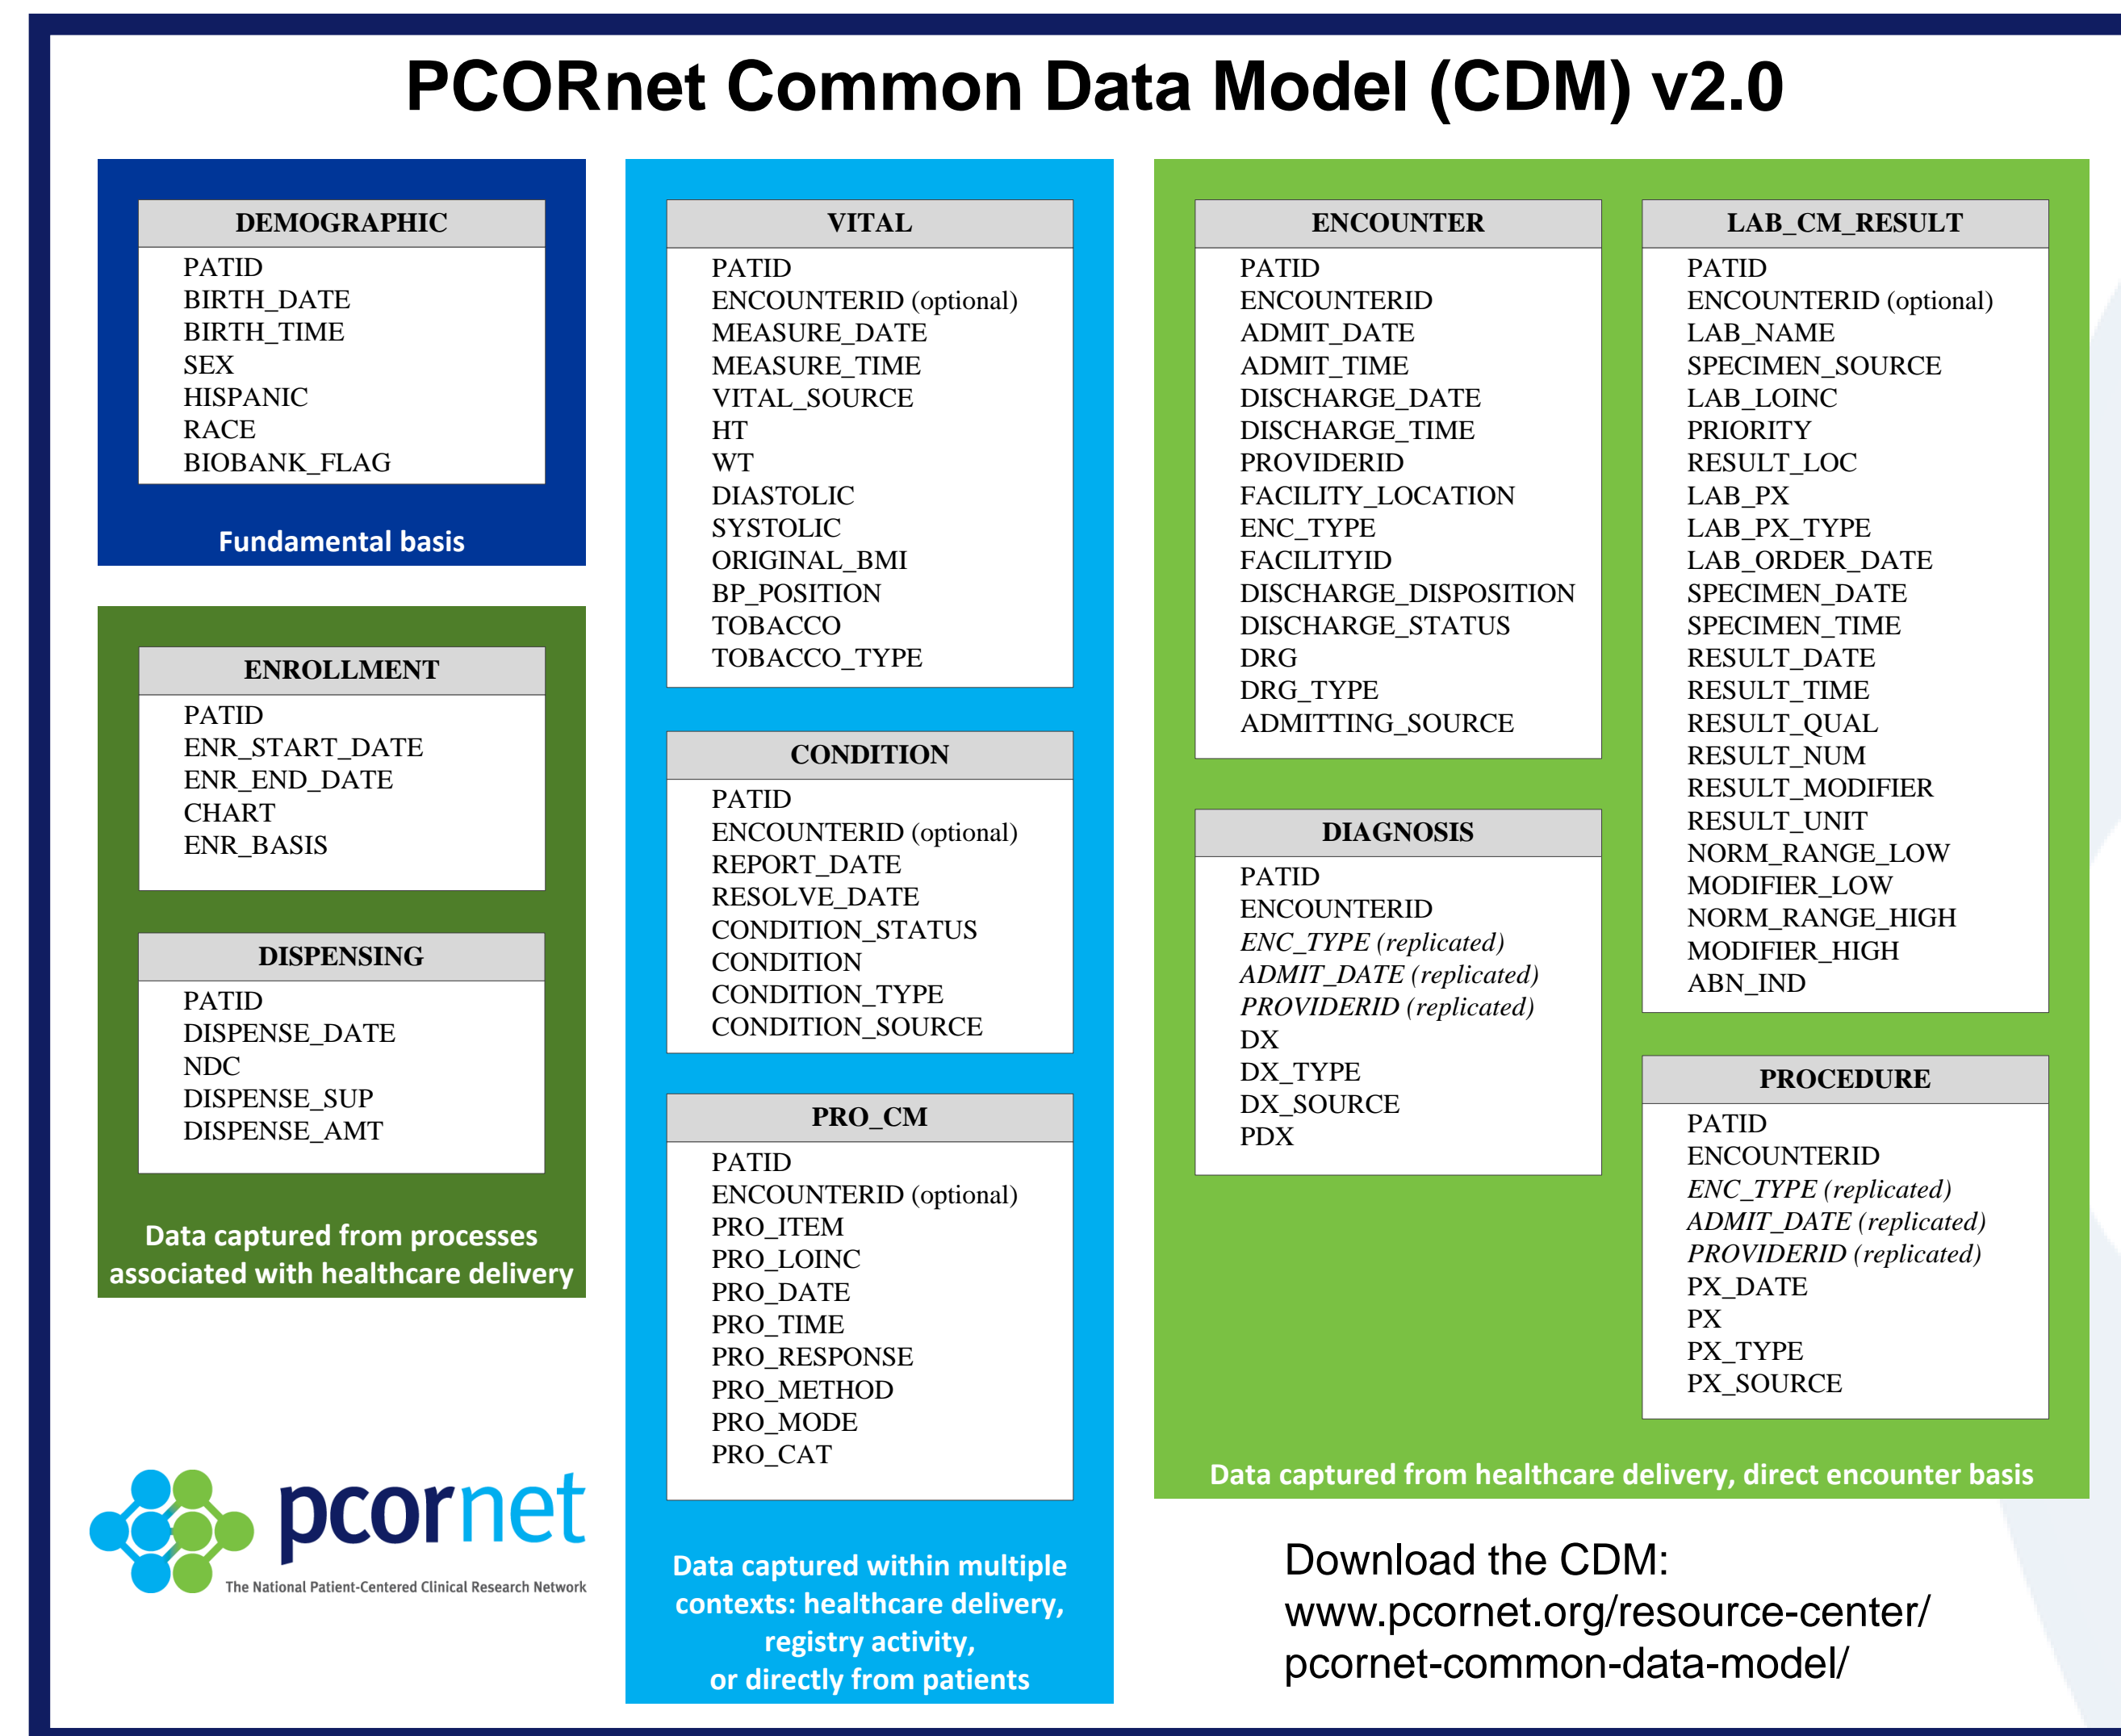 PCORnet Common Data Model (CDM) v2.0
DEMOGRAPHIC
PATID
BIRTH_DATE
BIRTH_TIME
SEX
HISPANIC
RACE
BIOBANK_FLAG
Fundamental basis
ENROLLMENT
PATID
ENR_START_DATE
ENR_END_DATE
CHART
ENR_BASIS
DISPENSING
PATID
DISPENSE_DATE
NDC
DISPENSE_SUP
DISPENSE_AMT
Data captured from processes
associated with healthcare delivery
pcornet
The National Patient-Centered Clinical Research Network
VITAL
PATID
ENCOUNTERID (optional)
MEASURE_DATE
MEASURE_TIME
VITAL_SOURCE
HT
WT
DIASTOLIC
SYSTOLIC
ORIGINAL_BMI
BP_POSITION
TOBACCO
TOBACCO_TYPE
CONDITION
PATID
ENCOUNTERID (optional)
REPORT_DATE
RESOLVE_DATE
CONDITION_STATUS
CONDITION
CONDITION_TYPE
CONDITION_SOURCE
PRO_CM
PATID
ENCOUNTERID (optional)
PRO_ITEM
PRO_LOINC
PRO_DATE
PRO_TIME
PRO_RESPONSE
PRO_METHOD
PRO_MODE
PRO_CAT
Data captured within multiple
contexts: healthcare delivery,
registry activity,
or directly from patients
ENCOUNTER
PATID
ENCOUNTERID
ADMIT_DATE
ADMIT_TIME
DISCHARGE_DATE
DISCHARGE_TIME
PROVIDERID
FACILITY_LOCATION
ENC_TYPE
FACILITYID
DISCHARGE_DISPOSITION
DISCHARGE_STATUS
DRG
DRG_TYPE
ADMITTING_SOURCE
DIAGNOSIS
PATID
ENCOUNTERID
ENC_TYPE (replicated)
ADMIT_DATE (replicated)
PROVIDERID (replicated)
DX
DX_TYPE
DX_SOURCE
PDX
LAB_CM_RESULT
PATID
ENCOUNTERID (optional)
LAB_NAME
SPECIMEN_SOURCE
LAB_LOINC
PRIORITY
RESULT_LOC
LAB_PX
LAB_PX_TYPE
LAB_ORDER_DATE
SPECIMEN_DATE
SPECIMEN_TIME
RESULT_DATE
RESULT_TIME
RESULT_QUAL
RESULT_NUM
RESULT_MODIFIER
RESULT_UNIT
NORM_RANGE_LOW
MODIFIER_LOW
NORM_RANGE_HIGH
MODIFIER_HIGH
ABN_IND
PROCEDURE
PATID
ENCOUNTERID
ENC_TYPE (replicated)
ADMIT_DATE (replicated)
PROVIDERID (replicated)
PX_DATE
PX
PX_TYPE
PX_SOURCE
Data captured from healthcare delivery, direct encounter basis
Download the CDM:
www.pcornet.org/resource-center/
pcornet-common-data-model/